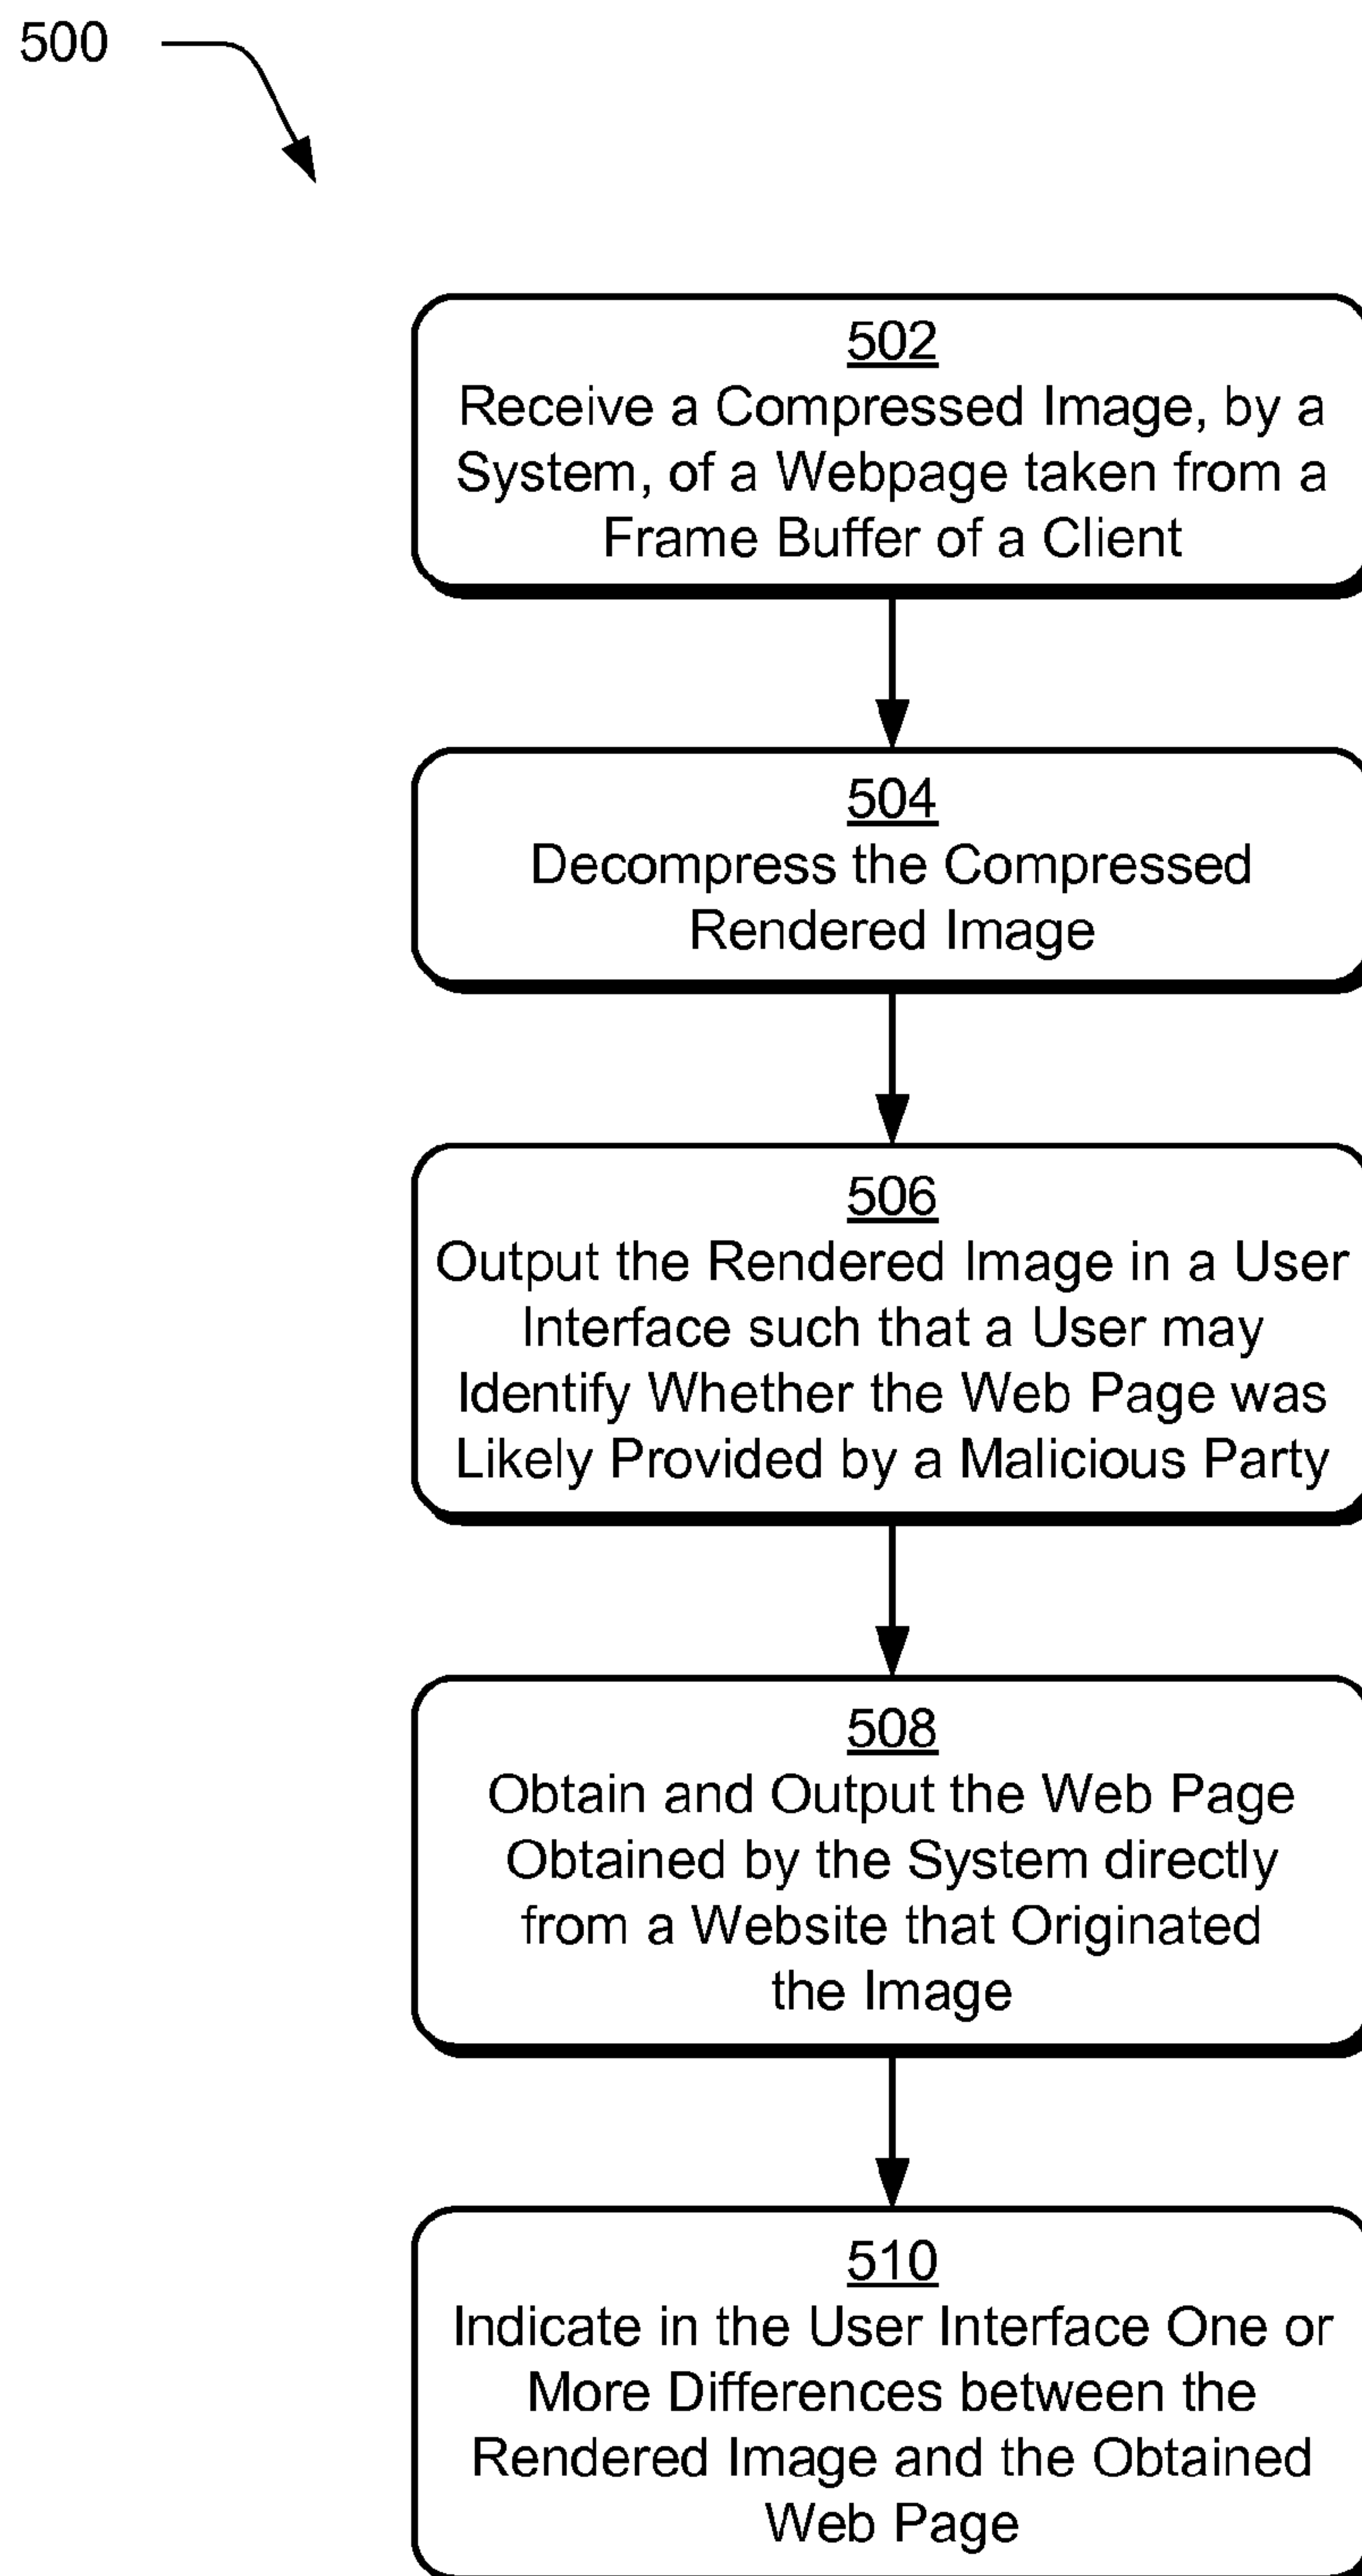 500
502
Receive a Compressed Image, by a
System, of a Webpage taken from a
Frame Buffer of a Client
504
Decompress the Compressed
Rendered Image
506
Output the Rendered Image in a User
Interface such that a User may
Identify Whether the Web Page was
Likely Provided by a Malicious Party
508
Obtain and Output the Web Page
Obtained by the System directly
from a Website that Originated
the Image
510
Indicate in the User Interface One or
More Differences between the
Rendered Image and the Obtained
Web Page